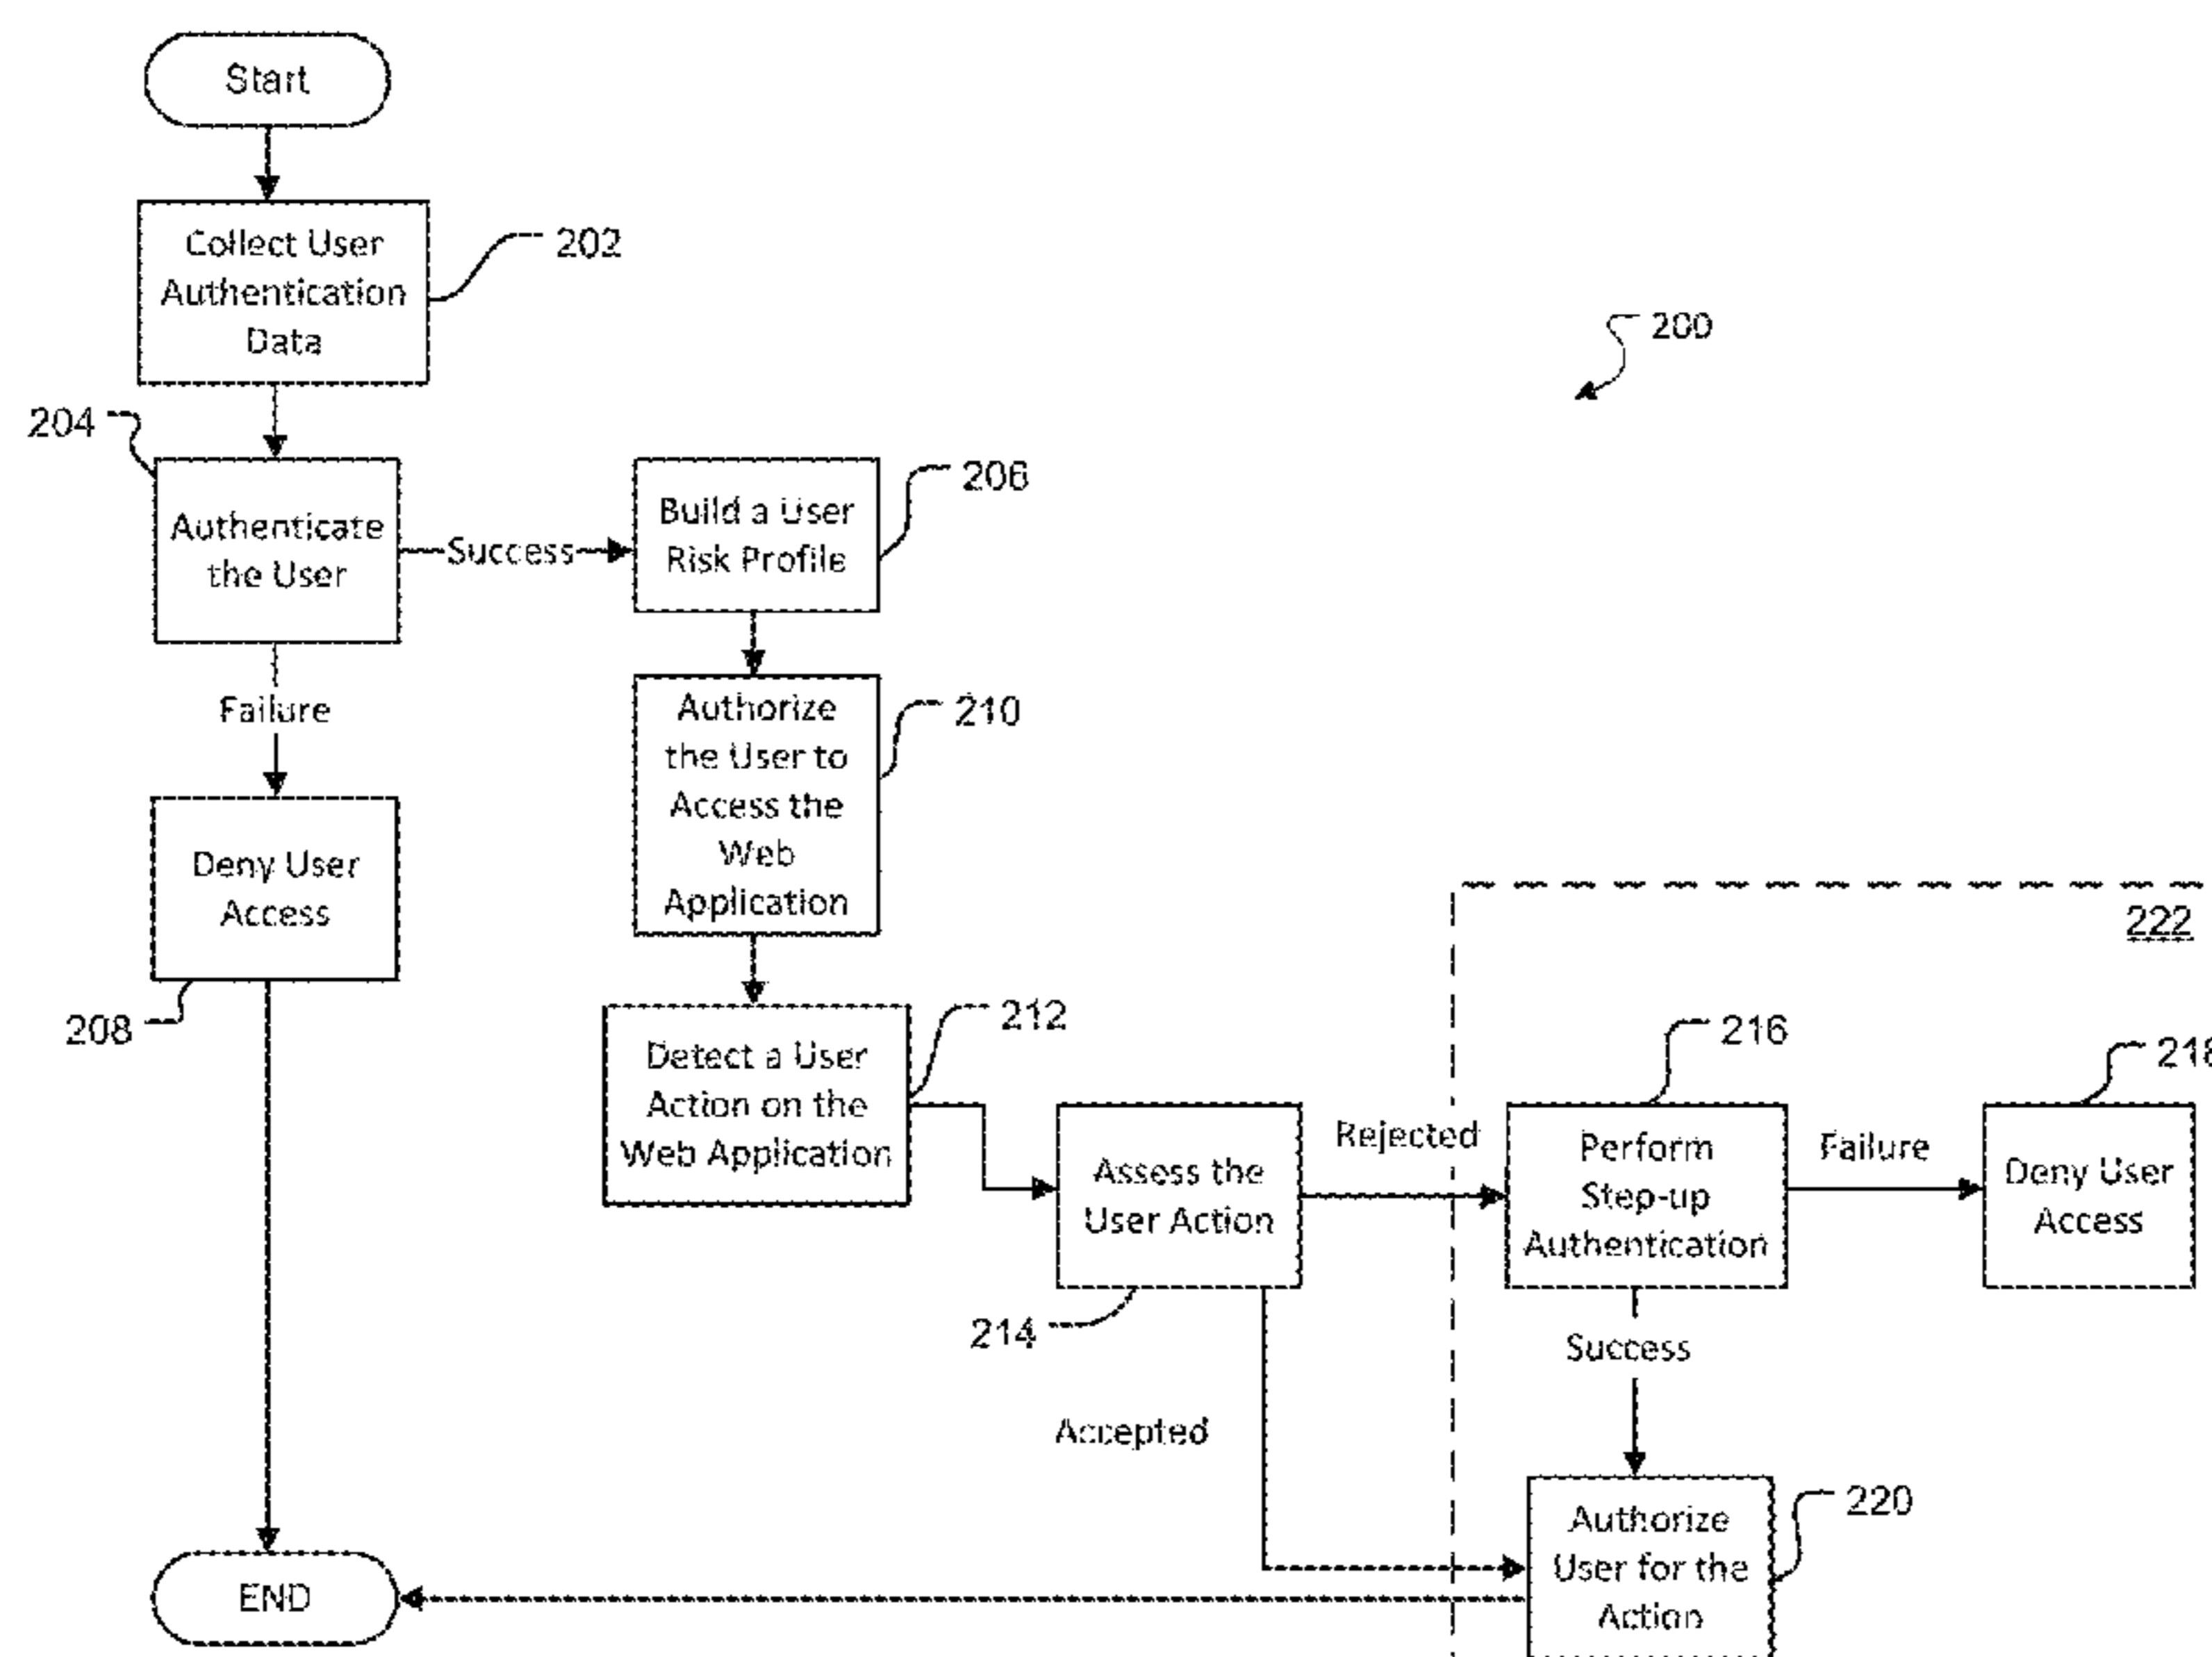 Start
Collect User
Authentication
Data
202
200
204
Authenticate
the User
Success
Build a User
Risk Profile
206
Failure
Authorize
the User to
Access the
Web
Application
210
Deny User
Access
208
222
Detect a User
Action on the
Web Application
212
Assess the
User Action
214
Rejected
Perform
Step-up
Authentication
216
Failure
Deny User
Access
218
Success
Accepted
Authorize
User for the
Action
220
END